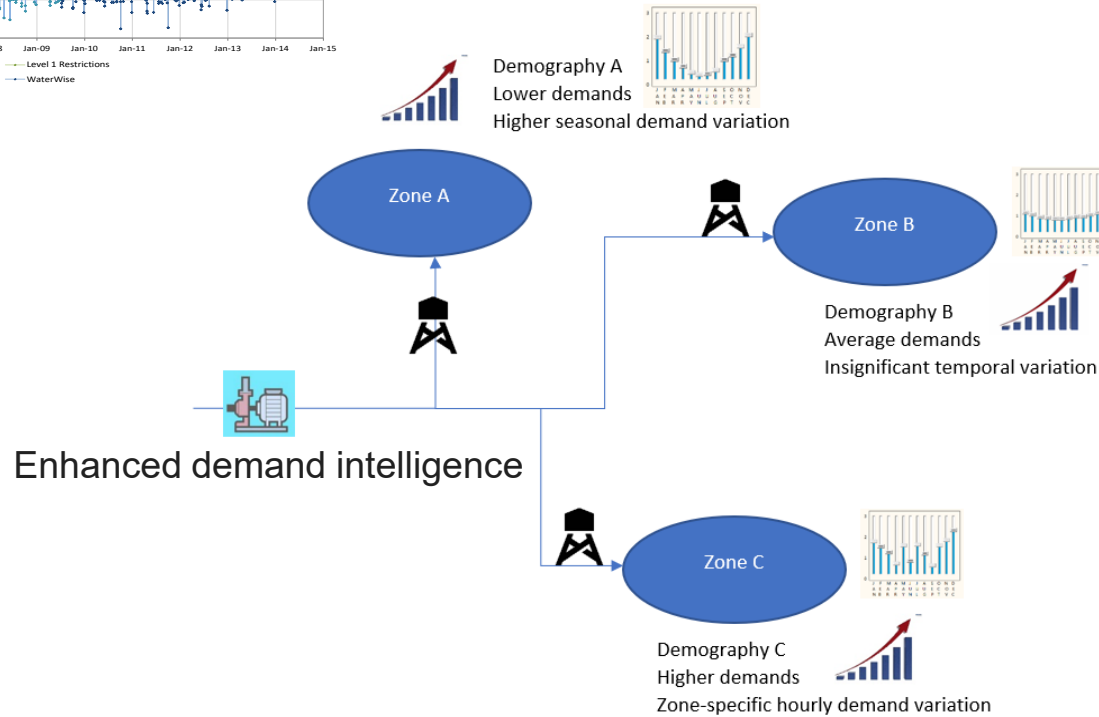 Jan-09 Jan-10 Jan-11 Jan-12 Jan-13 Jan-14 Jan-15
Level 1 Restrictions
WaterWise
Demography A
Lower demands
Higher seasonal demand variation
Zone A
Zone B
Demography B
Average demands
Insignificant temporal variation
Enhanced demand intelligence
Zone C
Demography C
Higher demands
Zone-specific hourly demand variation